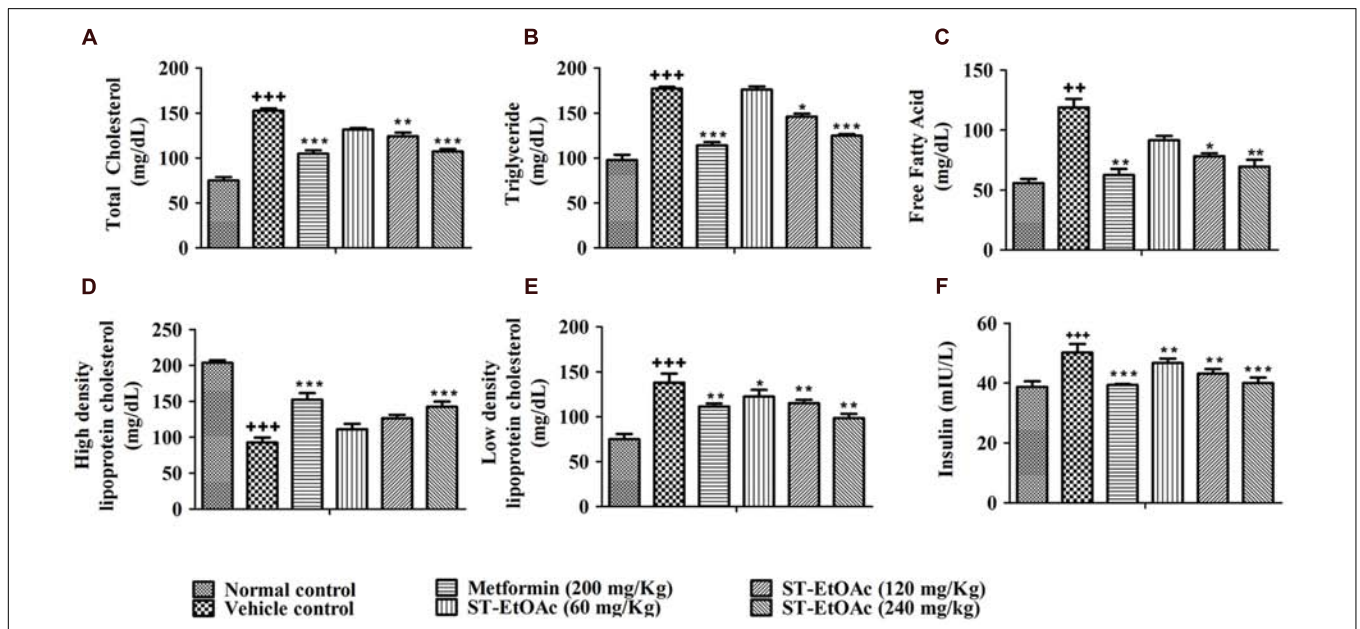 A
Total Cholesterol
(mg/dL)
200
150
100
50
0
+++
***
**
***
B
Triglyceride
(mg/dL)
200
150
100
50
0
+++
***
*
***
C
Free Fatty Acid
(mg/dL)
150
100
50
0
++
**
*
**
D
High density
lipoprotein cholesterol
(mg/dL)
250
200
150
100
50
0
+++
***
***
E
Low density
lipoprotein cholesterol
(mg/dL)
200
150
100
50
0
+++
**
*
**
**
F
Insulin (mIU/L)
60
40
20
0
+++
***
**
**
***
Normal control
Vehicle control
Metformin (200 mg/Kg)
ST-EtOAc (60 mg/Kg)
ST-EtOAc (120 mg/Kg)
ST-EtOAc (240 mg/kg)